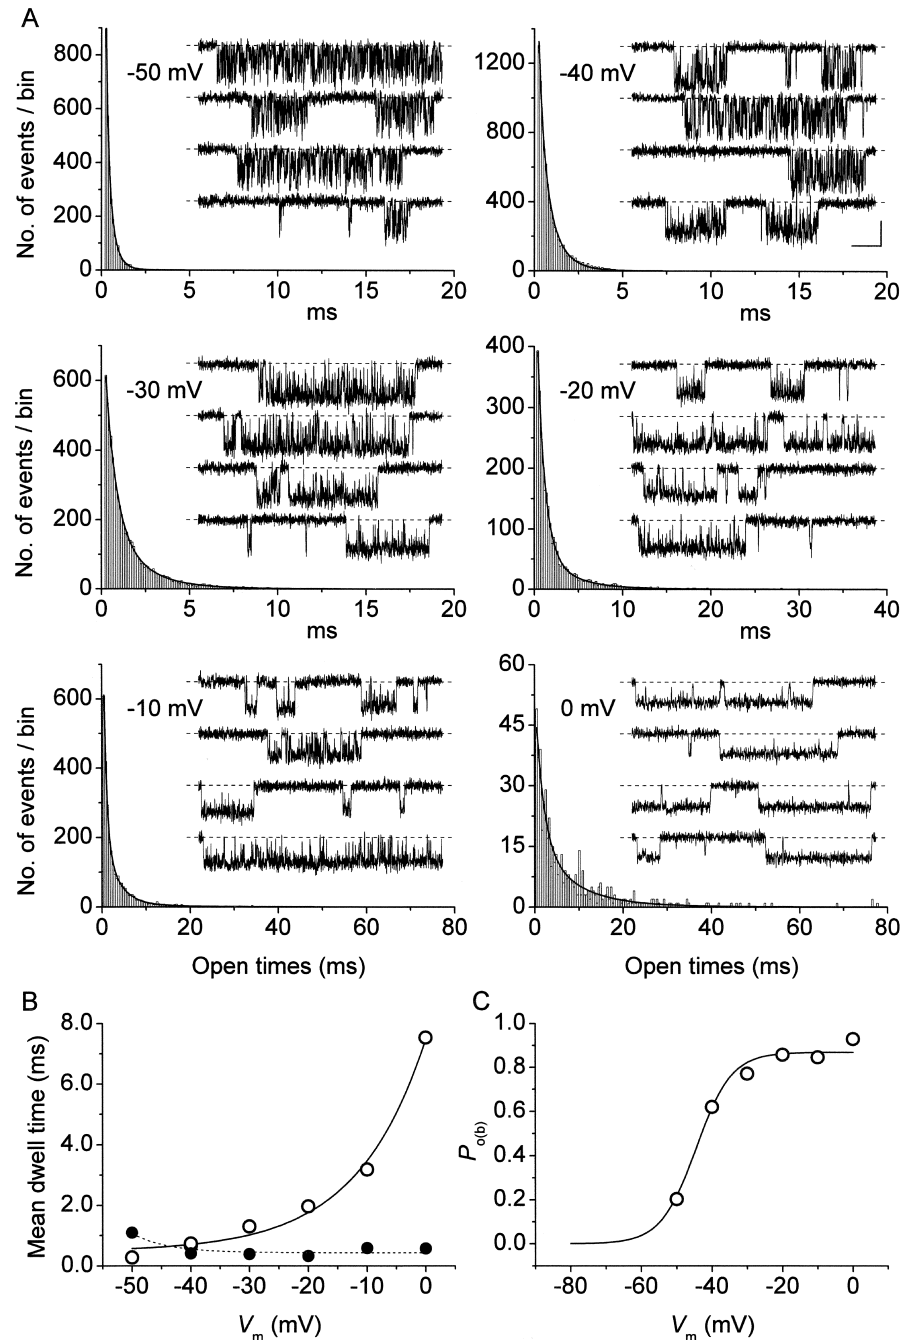 A
-50 mV
No. of events / bin
800
600
400
200
0
0 5 10 15 20
ms
-40 mV
1200
800
400
0
0 5 10 15 20
ms
-30 mV
No. of events / bin
600
400
200
0
0 5 10 15 20
ms
-20 mV
400
300
200
100
0
0 10 20 30 40
ms
-10 mV
No. of events / bin
600
400
200
0
0 20 40 60 80
Open times (ms)
0 mV
60
45
30
15
0
0 20 40 60 80
Open times (ms)
B
Mean dwell time (ms)
8.0
6.0
4.0
2.0
0.0
-50 -40 -30 -20 -10 0
Vm (mV)
C
Po(b)
1.0
0.8
0.6
0.4
0.2
0.0
-80 -60 -40 -20 0
Vm (mV)